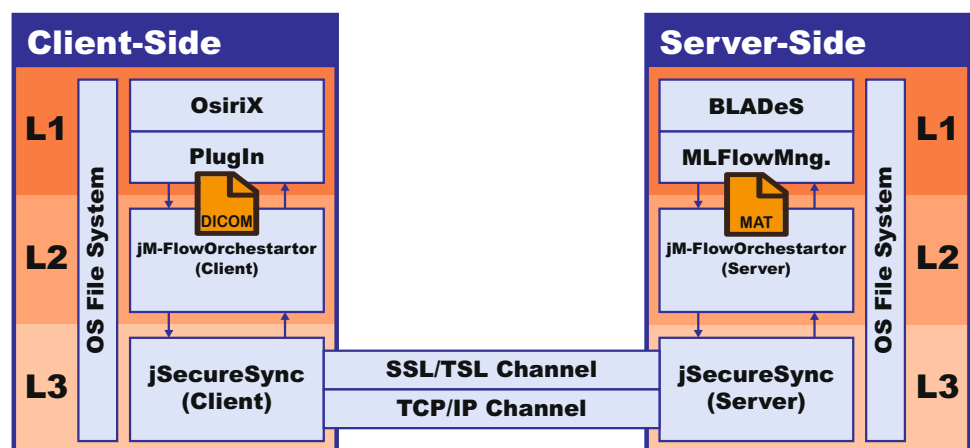 Client-Side
L1
L2
L3
OS File System
OsiriX
PlugIn
DICOM
jM-FlowOrchestartor
(Client)
jSecureSync
(Client)
SSL/TSL Channel
TCP/IP Channel
Server-Side
BLADeS
MLFlowMng.
MAT
jM-FlowOrchestartor
(Server)
jSecureSync
(Server)
OS File System
L1
L2
L3